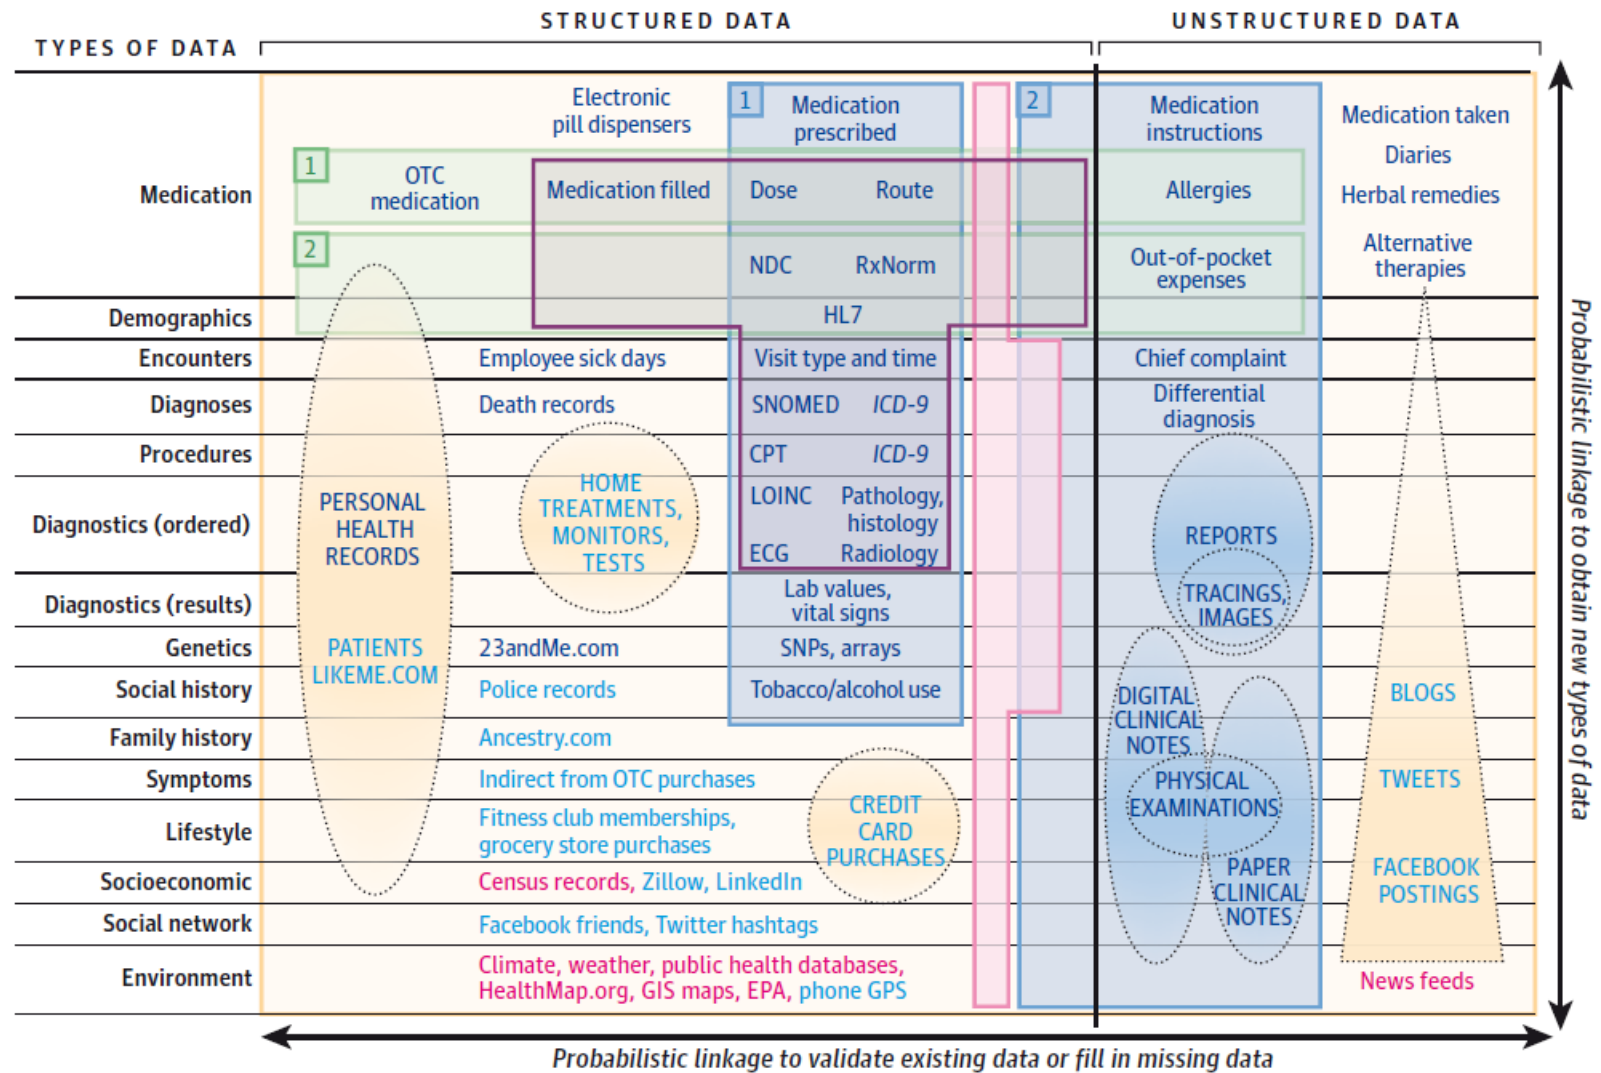 STRUCTURED DATA
UNSTRUCTURED DATA
TYPES OF DATA
Electronic
pill dispensers
1
Medication
prescribed
2
Medication
instructions
Medication taken
Diaries
Herbal remedies
Alternative
therapies
Medication
1
OTC
medication
Medication filled
Dose
Route
Allergies
2
NDC
RxNorm
Out-of-pocket
expenses
Demographics
HL7
Encounters
Employee sick days
Visit type and time
Chief complaint
Diagnoses
Death records
SNOMED
ICD-9
Differential
diagnosis
Procedures
CPT
ICD-9
Diagnostics (ordered)
PERSONAL
HEALTH
RECORDS
HOME
TREATMENTS,
MONITORS,
TESTS
LOINC
Pathology,
histology
ECG
Radiology
REPORTS
Diagnostics (results)
Lab values,
vital signs
TRACINGS,
IMAGES
Genetics
PATIENTS
LIKEME.COM
23andMe.com
SNPs, arrays
Social history
Police records
Tobacco/alcohol use
DIGITAL
CLINICAL
NOTES
BLOGS
Family history
Ancestry.com
Symptoms
Indirect from OTC purchases
PHYSICAL
EXAMINATIONS
TWEETS
Lifestyle
Fitness club memberships,
grocery store purchases
CREDIT
CARD
PURCHASES
Socioeconomic
Census records, Zillow, LinkedIn
PAPER
CLINICAL
NOTES
FACEBOOK
POSTINGS
Social network
Facebook friends, Twitter hashtags
Environment
Climate, weather, public health databases,
HealthMap.org, GIS maps, EPA, phone GPS
News feeds
Probabilistic linkage to obtain new types of data
Probabilistic linkage to validate existing data or fill in missing data